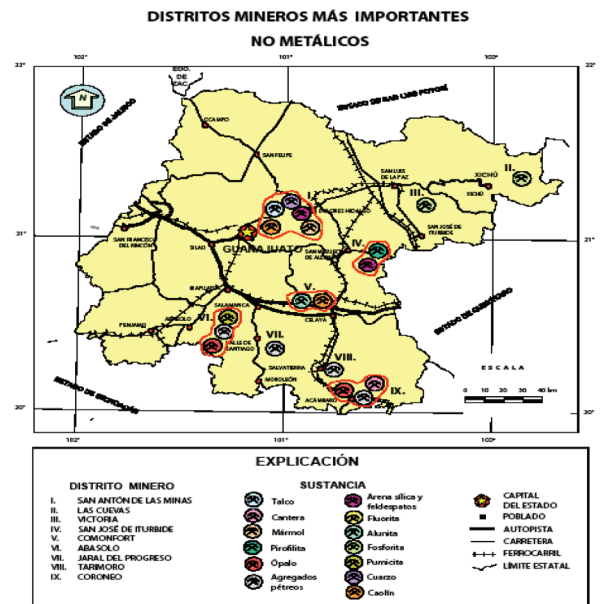 DISTRITOS MINEROS MÁS IMPORTANTES
NO METÁLICOS
102°
101°
100°
22°
22°
EDO.
DE
ZAC.
N
ESTADO DE SAN LUIS POTOSÍ
ESTADO DE JALISCO
OCAMPO
SAN FELIPE
SAN LUIS
DE LA PAZ
XICHÚ
XICHÚ
II.
III.
I.
DOLORES HIDALGO
21°
21°
SAN FRANCISCO
DEL RINCÓN
SILAO
GUANAJUATO
SAN MIGUEL
DE ALLENDE
IV.
SAN JOSÉ DE
ITURBIDE
IRAPUATO
V.
SALAMANCA
VI.
ABASOLO
PENJAMO
CELAYA
ESTADO DE QUERÉTARO
VALLE DE
SANTIAGO
VII.
SALVATIERRA
VIII.
MOROLEÓN
ACÁMBARO
IX.
ESTADO DE MICHOACÁN
ESCALA
0 10 20 30 40 km
20°
20°
102°
101°
100°
EXPLICACIÓN
DISTRITO MINERO
I. SAN ANTÓN DE LAS MINAS
II. LAS CUEVAS
III. VICTORIA
IV. SAN JOSÉ DE ITURBIDE
V. COMONFORT
VI. ABASOLO
VII. JARAL DEL PROGRESO
VIII. TARIMORO
IX. CORONEO
SUSTANCIA
Talco
Cantera
Mármol
Pirofilita
Ópalo
Agregados
pétreos
Arena sílica y
feldespatos
Fluorita
Alunita
Fosforita
Pumicita
Cuarzo
Caolín
CAPITAL
DEL ESTADO
POBLADO
AUTOPISTA
CARRETERA
FERROCARRIL
LÍMITE ESTATAL